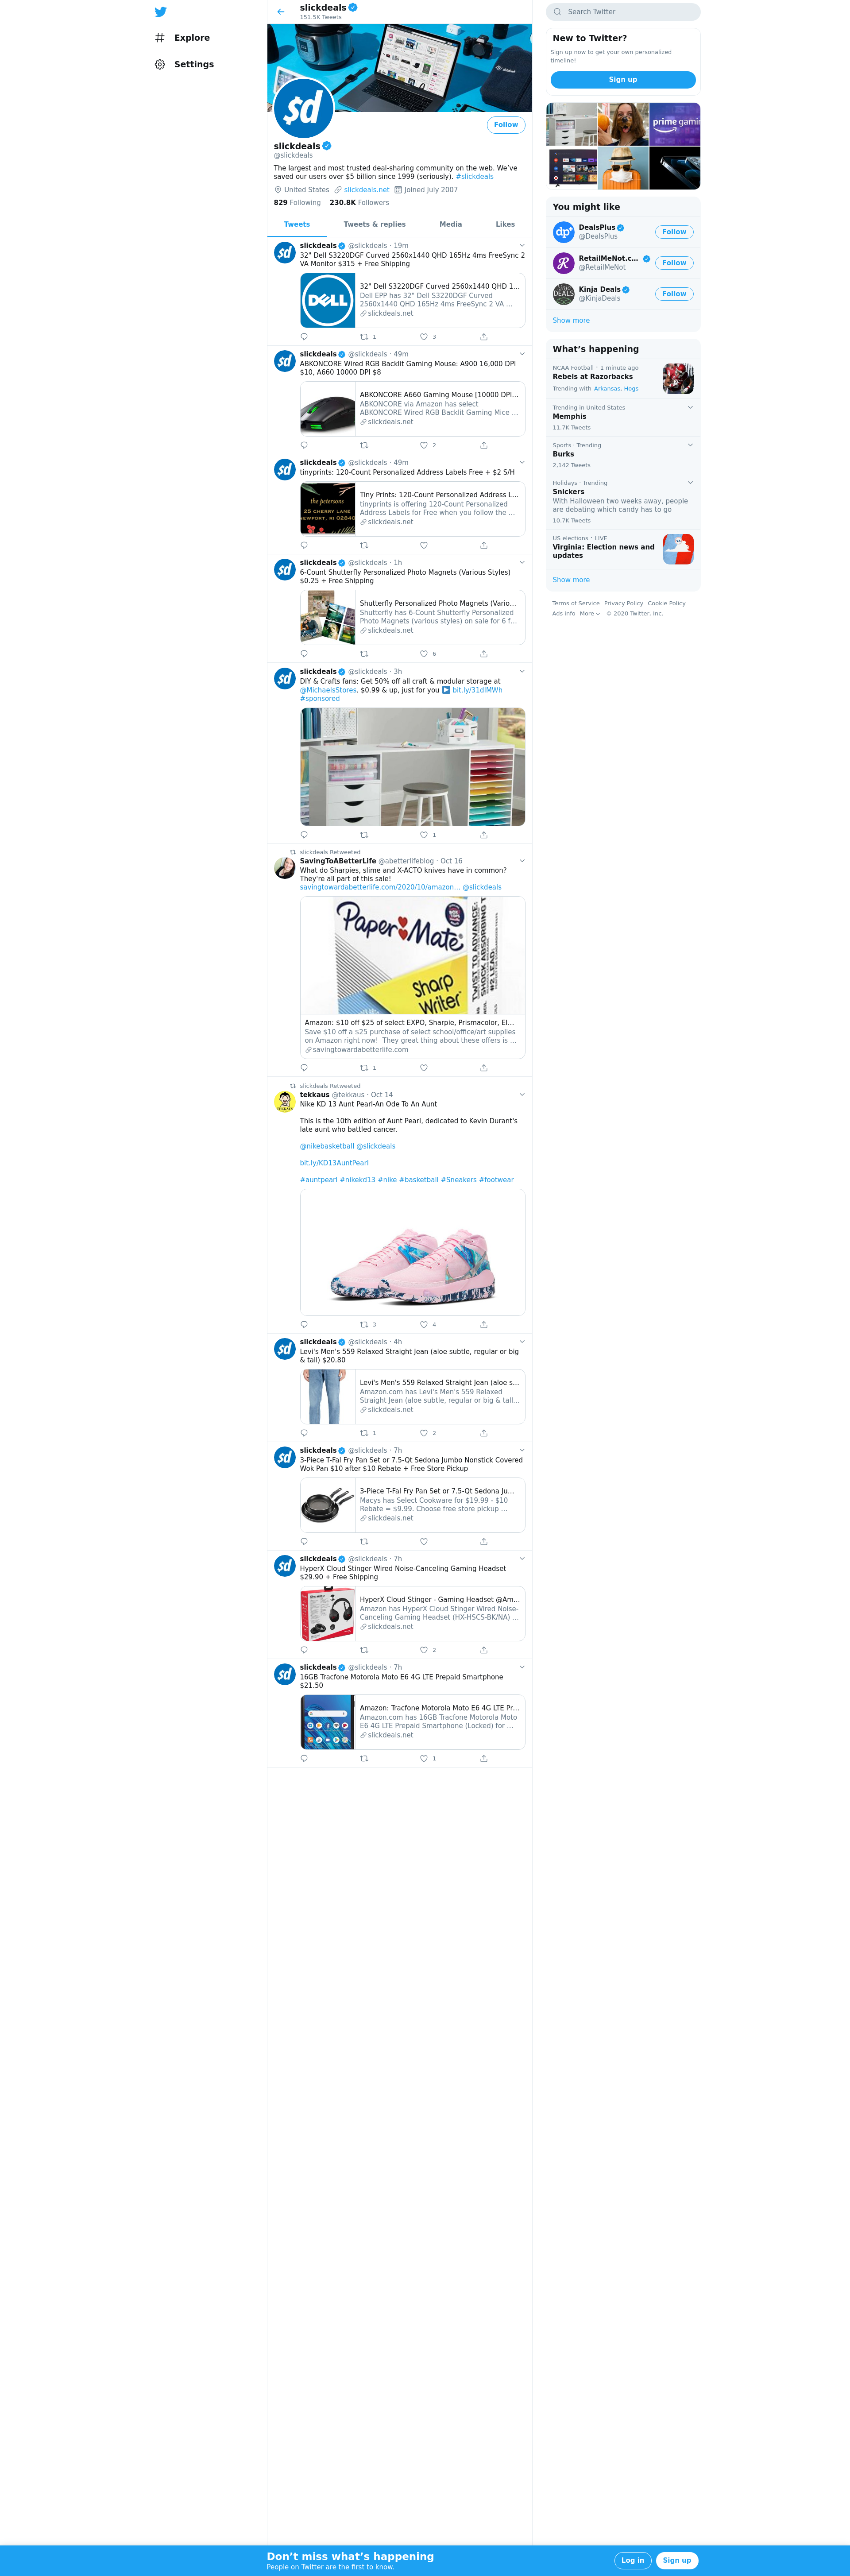 Explore
Settings
slickdeals
151.5K Tweets
$d
Follow
slickdeals
@slickdeals
The largest and most trusted deal-sharing community on the web. We've
saved our users over $5 billion since 1999 (seriously). #slickdeals
United States slickdeals.net Joined July 2007
829 Following 230.8K Followers
Tweets Tweets & replies Media Likes
slickdeals @slickdeals · 19m
32" Dell S3220DGF Curved 2560x1440 QHD 165Hz 4ms FreeSync 2
VA Monitor $315 + Free Shipping
DELL
32" Dell S3220DGF Curved 2560x1440 QHD 1...
Dell EPP has 32" Dell S3220DGF Curved
2560x1440 QHD 165Hz 4ms FreeSync 2 VA ...
slickdeals.net
1 3
slickdeals @slickdeals · 49m
ABKONCORE Wired RGB Backlit Gaming Mouse: A900 16,000 DPI
$10, A660 10000 DPI $8
ABKONCORE A660 Gaming Mouse [10000 DPI...
ABKONCORE via Amazon has select
ABKONCORE Wired RGB Backlit Gaming Mice ...
slickdeals.net
2
slickdeals @slickdeals · 49m
tinyprints: 120-Count Personalized Address Labels Free + $2 S/H
the petersons
25 CHERRY LANE
NEWPORT, RI 02840
Tiny Prints: 120-Count Personalized Address L...
tinyprints is offering 120-Count Personalized
Address Labels for Free when you follow the ...
slickdeals.net
slickdeals @slickdeals · 1h
6-Count Shutterfly Personalized Photo Magnets (Various Styles)
$0.25 + Free Shipping
Shutterfly Personalized Photo Magnets (Vario...
Shutterfly has 6-Count Shutterfly Personalized
Photo Magnets (various styles) on sale for 6 f...
slickdeals.net
6
slickdeals @slickdeals · 3h
DIY & Crafts fans: Get 50% off all craft & modular storage at
@MichaelsStores. $0.99 & up, just for you bit.ly/31dIMWh
#sponsored
1
slickdeals Retweeted
SavingToABetterLife @abetterlifeblog · Oct 16
What do Sharpies, slime and X-ACTO knives have in common?
They're all part of this sale!
savingtowardabetterlife.com/2020/10/amazon... @slickdeals
Paper Mate
Sharp
Writer
TWIST TO ADVANCE
SHOCK ABSORBING
#2 LEAD
Amazon: $10 off $25 of select EXPO, Sharpie, Prismacolor, El...
Save $10 off a $25 purchase of select school/office/art supplies
on Amazon right now! They great thing about these offers is ...
savingtowardabetterlife.com
1
slickdeals Retweeted
tekkaus @tekkaus · Oct 14
Nike KD 13 Aunt Pearl-An Ode To An Aunt
This is the 10th edition of Aunt Pearl, dedicated to Kevin Durant's
late aunt who battled cancer.
@nikebasketball @slickdeals
bit.ly/KD13AuntPearl
#auntpearl #nikekd13 #nike #basketball #Sneakers #footwear
3 4
slickdeals @slickdeals · 4h
Levi's Men's 559 Relaxed Straight Jean (aloe subtle, regular or big
& tall) $20.80
Levi's Men's 559 Relaxed Straight Jean (aloe s...
Amazon.com has Levi's Men's 559 Relaxed
Straight Jean (aloe subtle, regular or big & tall...
slickdeals.net
1 2
slickdeals @slickdeals · 7h
3-Piece T-Fal Fry Pan Set or 7.5-Qt Sedona Jumbo Nonstick Covered
Wok Pan $10 after $10 Rebate + Free Store Pickup
3-Piece T-Fal Fry Pan Set or 7.5-Qt Sedona Ju...
Macys has Select Cookware for $19.99 - $10
Rebate = $9.99. Choose free store pickup ...
slickdeals.net
slickdeals @slickdeals · 7h
HyperX Cloud Stinger Wired Noise-Canceling Gaming Headset
$29.90 + Free Shipping
HyperX Cloud Stinger - Gaming Headset @Am...
Amazon has HyperX Cloud Stinger Wired Noise-
Canceling Gaming Headset (HX-HSCS-BK/NA) ...
slickdeals.net
2
slickdeals @slickdeals · 7h
16GB Tracfone Motorola Moto E6 4G LTE Prepaid Smartphone
$21.50
Amazon: Tracfone Motorola Moto E6 4G LTE Pr...
Amazon.com has 16GB Tracfone Motorola Moto
E6 4G LTE Prepaid Smartphone (Locked) for ...
slickdeals.net
1
Search Twitter
New to Twitter?
Sign up now to get your own personalized
timeline!
Sign up
prime gamin
You might like
dp
DealsPlus
@DealsPlus
Follow
RetailMeNot.c...
@RetailMeNot
Follow
DEALS
Kinja Deals
@KinjaDeals
Follow
Show more
What's happening
NCAA Football · 1 minute ago
Rebels at Razorbacks
Trending with Arkansas, Hogs
Trending in United States
Memphis
11.7K Tweets
Sports · Trending
Burks
2,142 Tweets
Holidays · Trending
Snickers
With Halloween two weeks away, people
are debating which candy has to go
10.7K Tweets
US elections · LIVE
Virginia: Election news and
updates
Show more
Terms of Service Privacy Policy Cookie Policy
Ads info More © 2020 Twitter, Inc.
Don't miss what's happening
People on Twitter are the first to know.
Log in Sign up